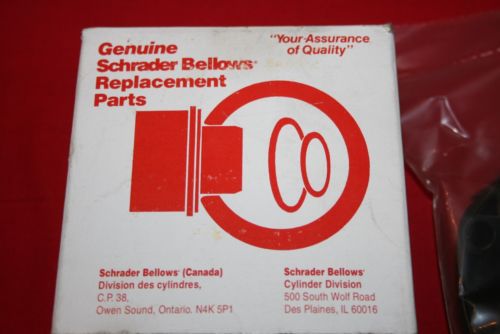 Genuine
Schrader Bellows®
Replacement
Parts
"Your Assurance
of Quality"
Schrader Bellows® (Canada)
Division des cylindres,
C.P. 38,
Owen Sound, Ontario. N4K 5P1
Schrader Bellows®
Cylinder Division
500 South Wolf Road
Des Plaines, IL 60016